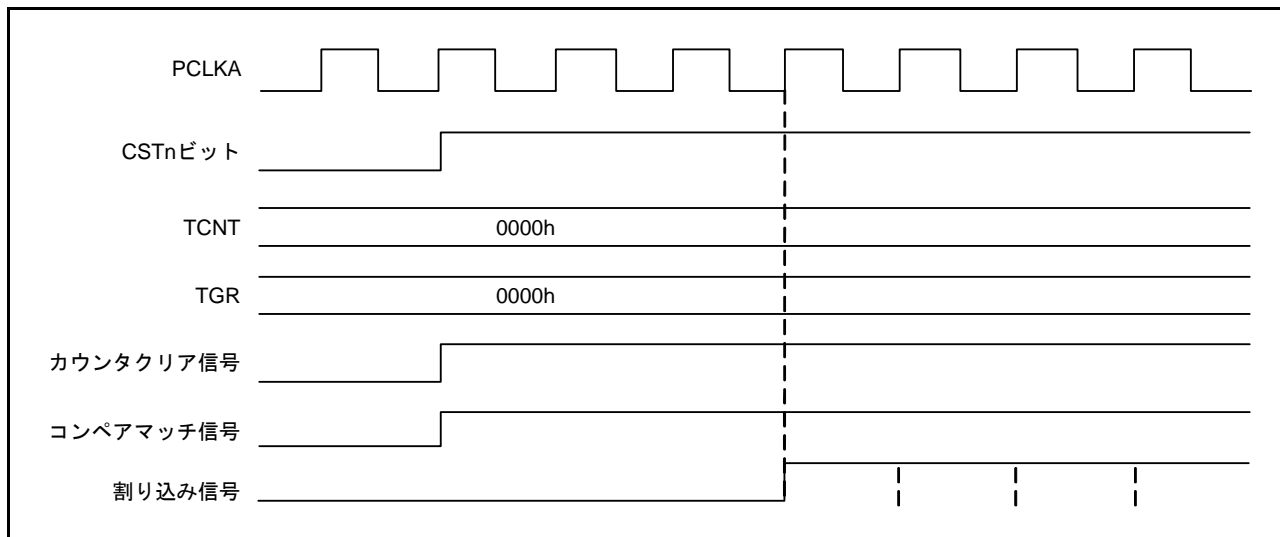 PCLKA
CSTnビット
TCNT
0000h
TGR
0000h
カウンタクリア信号
コンペアマッチ信号
割り込み信号